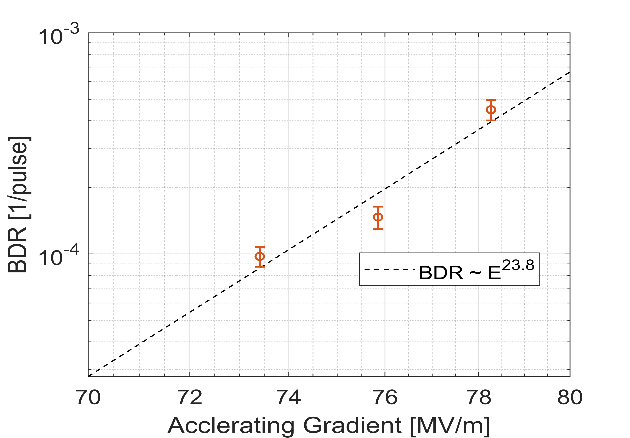 10^-3
10^-4
BDR [1/pulse]
BDR ~ E^23.8
70 72 74 76 78 80
Acclerating Gradient [MV/m]